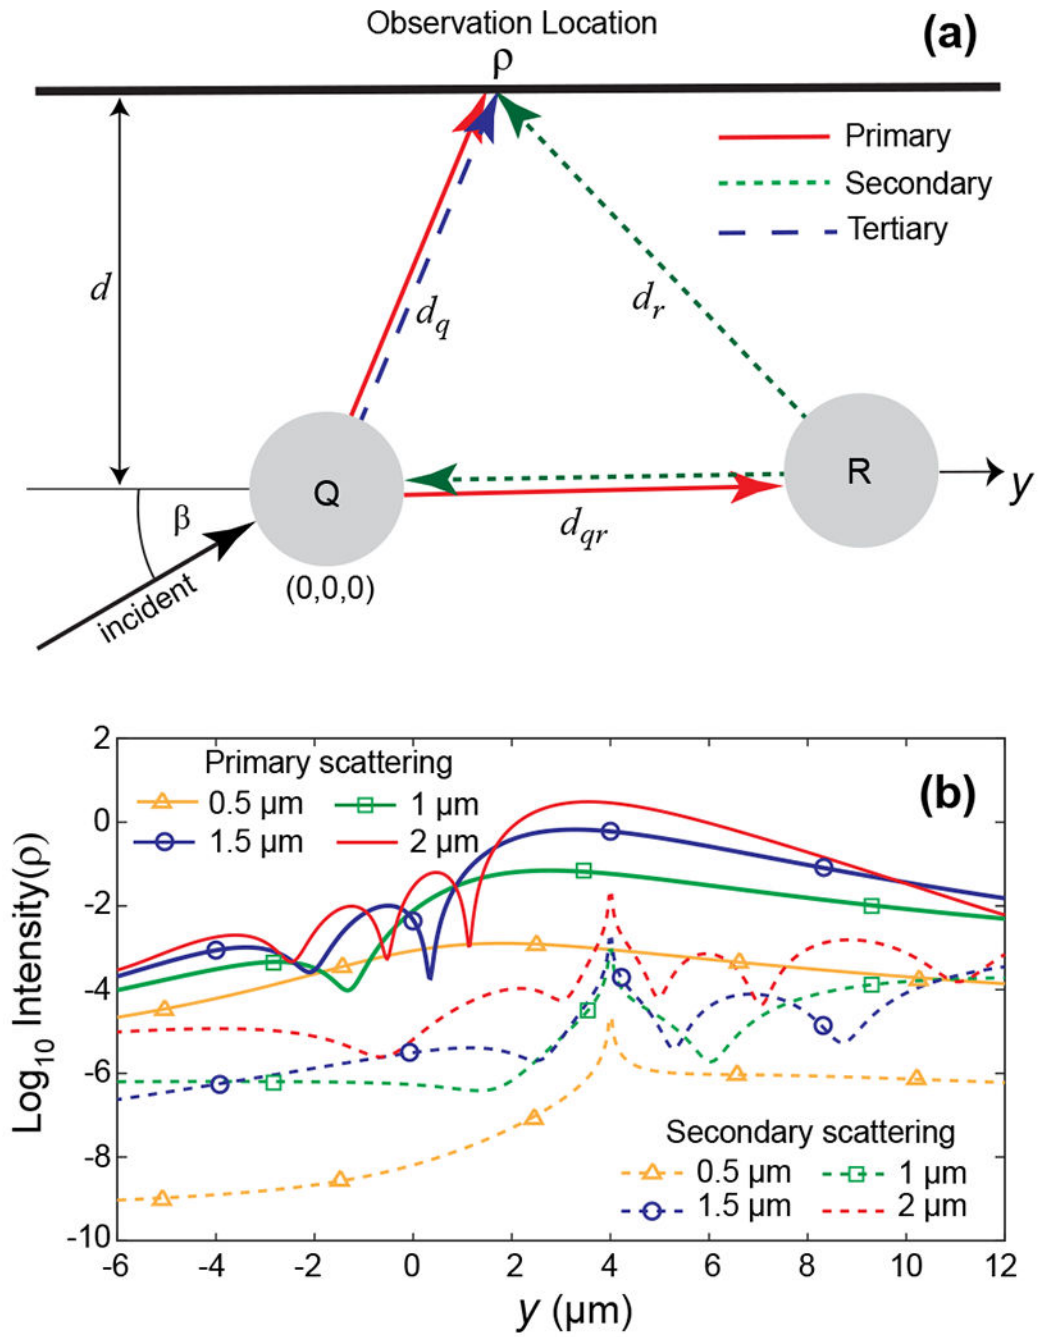 Observation Location
(a)
ρ
Primary
Secondary
Tertiary
d
d_q
d_r
Q
R
y
β
d_qr
incident
(0,0,0)
(b)
Primary scattering
0.5 μm
1 μm
1.5 μm
2 μm
Log10 Intensity(ρ)
2
0
-2
-4
-6
-8
-10
Secondary scattering
0.5 μm
1 μm
1.5 μm
2 μm
-6 -4 -2 0 2 4 6 8 10 12
y (μm)